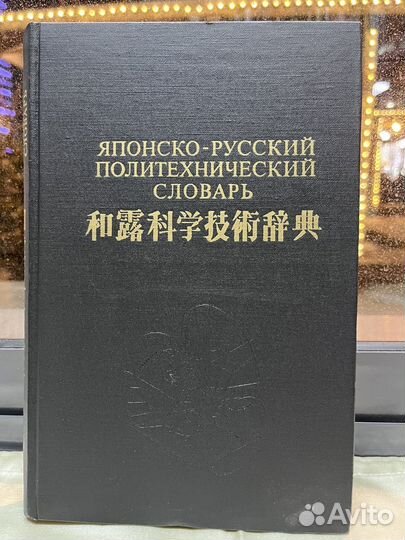 ЯПОНСКО-РУССКИЙ
ПОЛИТЕХНИЧЕСКИЙ
СЛОВАРЬ
和露科学技術辞典
Avito